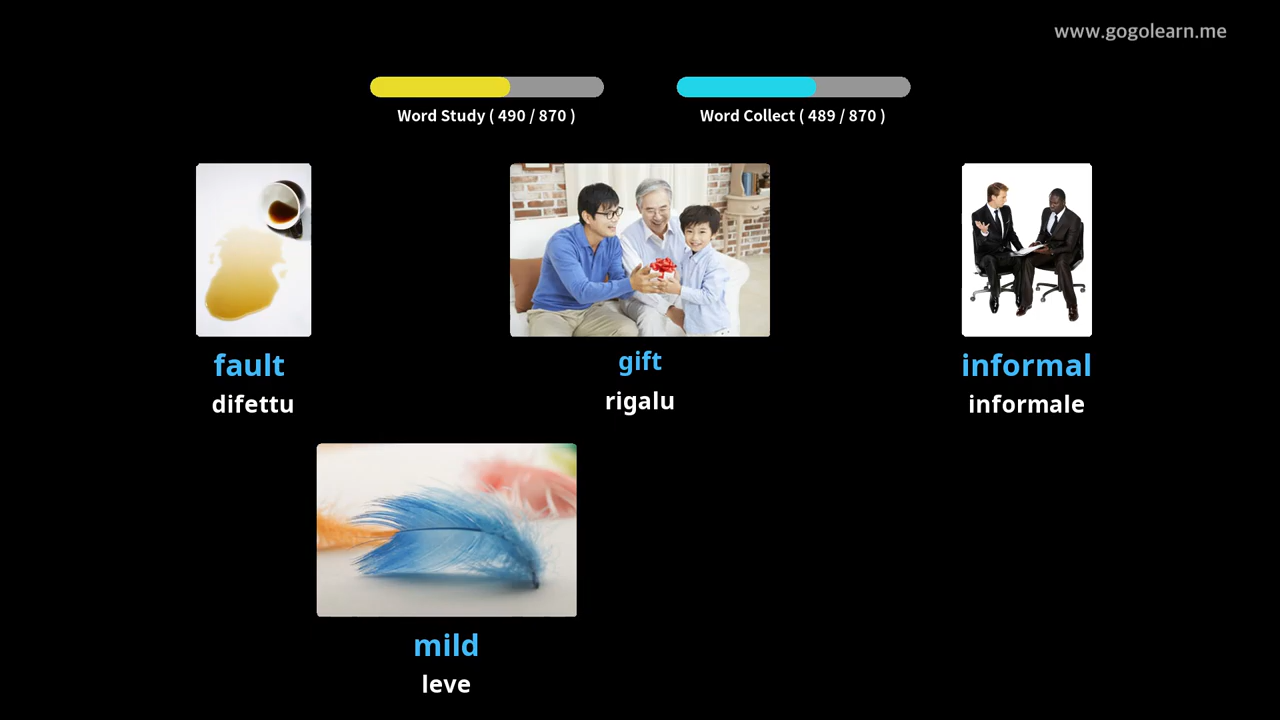 www.gogolearn.me
Word Study ( 490 / 870 )
Word Collect ( 489 / 870 )
fault
difettu
gift
rigalu
informal
informale
mild
leve